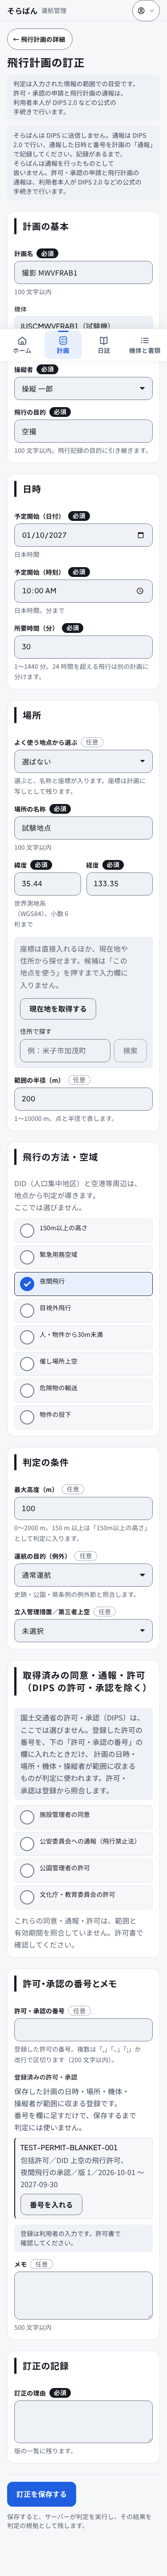 そらぱん 運航管理
← 飛行計画の詳細
飛行計画の訂正
判定は入力された情報の範囲での目安です。
許可・承認の申請と飛行計画の通報は、
利用者本人が DIPS 2.0 などの公式の
手続きで行います。
そらぱんは DIPS に送信しません。通報は DIPS
2.0 で行い、通報した日時と番号を計画の「通報」
で記録してください。記録があるまで、
そらぱんは通報を行ったものとして
扱いません。許可・承認の申請と飛行計画の
通報は、利用者本人が DIPS 2.0 などの公式の
手続きで行います。
計画の基本
計画名 必須
撮影 MWVFRAB1
100 文字以内
機体
JUSCMWVFRAB1（試験機）
ホーム
計画
日誌
機体と書類
操縦者 必須
操縦 一郎
飛行の目的 必須
空撮
100 文字以内。飛行記録の目的に引き継ぎます。
日時
予定開始（日付） 必須
01/10/2027
日本時間
予定開始（時刻） 必須
10:00 AM
日本時間。分まで
所要時間（分） 必須
30
1〜1440 分。24 時間を超える飛行は別の計画に
分けます。
場所
よく使う地点から選ぶ 任意
選ばない
選ぶと、名称と座標が入ります。座標は計画に
写しとして残ります。
場所の名称 必須
試験地点
100 文字以内
緯度 必須
経度 必須
35.44
133.35
世界測地系
（WGS84）、小数 6
桁まで
座標は直接入れるほか、現在地や
住所から探せます。候補は「この
地点を使う」を押すまで入力欄に
入りません。
現在地を取得する
住所で探す
例：米子市加茂町
検索
範囲の半径（m） 任意
200
1〜10000 m。点と半径で表します。
飛行の方法・空域
DID（人口集中地区）と空港等周辺は、
地点から判定が導きます。
ここでは選びません。
150m以上の高さ
緊急用務空域
夜間飛行
目視外飛行
人・物件から30m未満
催し場所上空
危険物の輸送
物件の投下
判定の条件
最大高度（m） 任意
100
0〜2000 m。150 m 以上は「150m以上の高さ」
として判定に入ります。
運航の目的（例外） 任意
通常運航
史跡・公園・県条例の例外節と照合します。
立入管理措置／第三者上空 任意
未選択
取得済みの同意・通報・許可
（DIPS の許可・承認を除く）
国土交通省の許可・承認（DIPS）は、
ここでは選びません。登録した許可の
番号を、下の「許可・承認の番号」の
欄に入れたときだけ、計画の日時・
場所・機体・操縦者が範囲に収まる
ものが判定に使われます。許可・
承認は登録から照合します。
施設管理者の同意
公安委員会への通報（飛行禁止法）
公園管理者の許可
文化庁・教育委員会の許可
これらの同意・通報・許可は、範囲と
有効期間を照合していません。許可書で
確認してください。
許可・承認の番号とメモ
許可・承認の番号 任意
登録した許可の番号。複数は「,」「、」「;」か
改行で区切ります（200 文字以内）。
登録済みの許可・承認
保存した計画の日時・場所・機体・
操縦者が範囲に収まる登録です。
番号を欄に足すだけで、保存するまで
判定には使いません。
TEST-PERMIT-BLANKET-001
包括許可／DID 上空の飛行許可、
夜間飛行の承認／版 1／2026-10-01 〜
2027-09-30
番号を入れる
登録は利用者の入力です。許可書で
確認してください。
メモ 任意
500 文字以内
訂正の記録
訂正の理由 必須
版の一覧に残ります。
訂正を保存する
保存すると、サーバーが判定を実行し、その結果を
判定の根拠として残します。